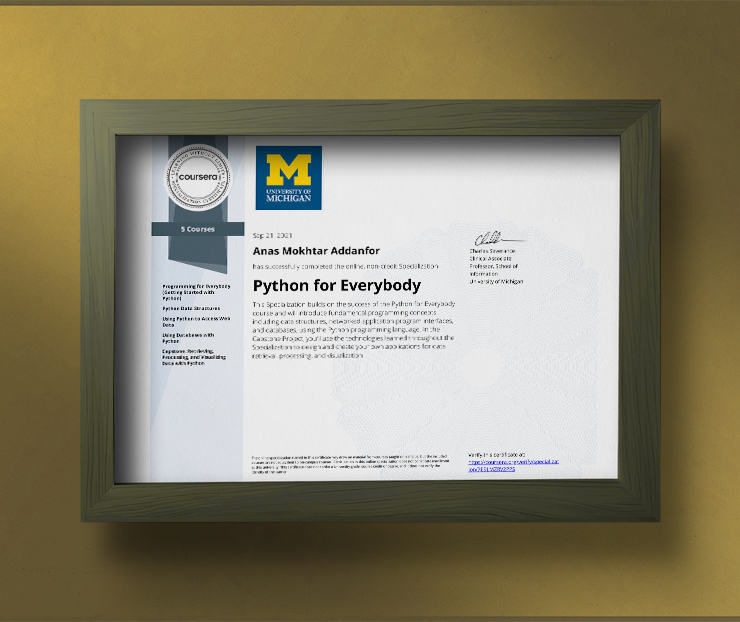 coursera
5 Courses
Programming for Everybody
(Getting Started with
Python)
Python Data Structures
Using Python to Access Web
Data
Using Databases with
Python
Capstone: Retrieving,
Processing, and Visualizing
Data with Python
M
UNIVERSITY OF
MICHIGAN
Sep 21, 2021
Anas Mokhtar Addanfor
has successfully completed the online, non-credit Specialization
Python for Everybody
This Specialization builds on the success of the Python for Everybody
course and will introduce fundamental programming concepts
including data structures, networked application program interfaces,
and databases, using the Python programming language. In the
Capstone Project, you'll use the technologies learned throughout the
Specialization to design and create your own applications for data
retrieval, processing, and visualization.
Charles Severance
Clinical Associate
Professor, School of
Information
University of Michigan
Verify this certificate at:
https://coursera.org/verify/specializat